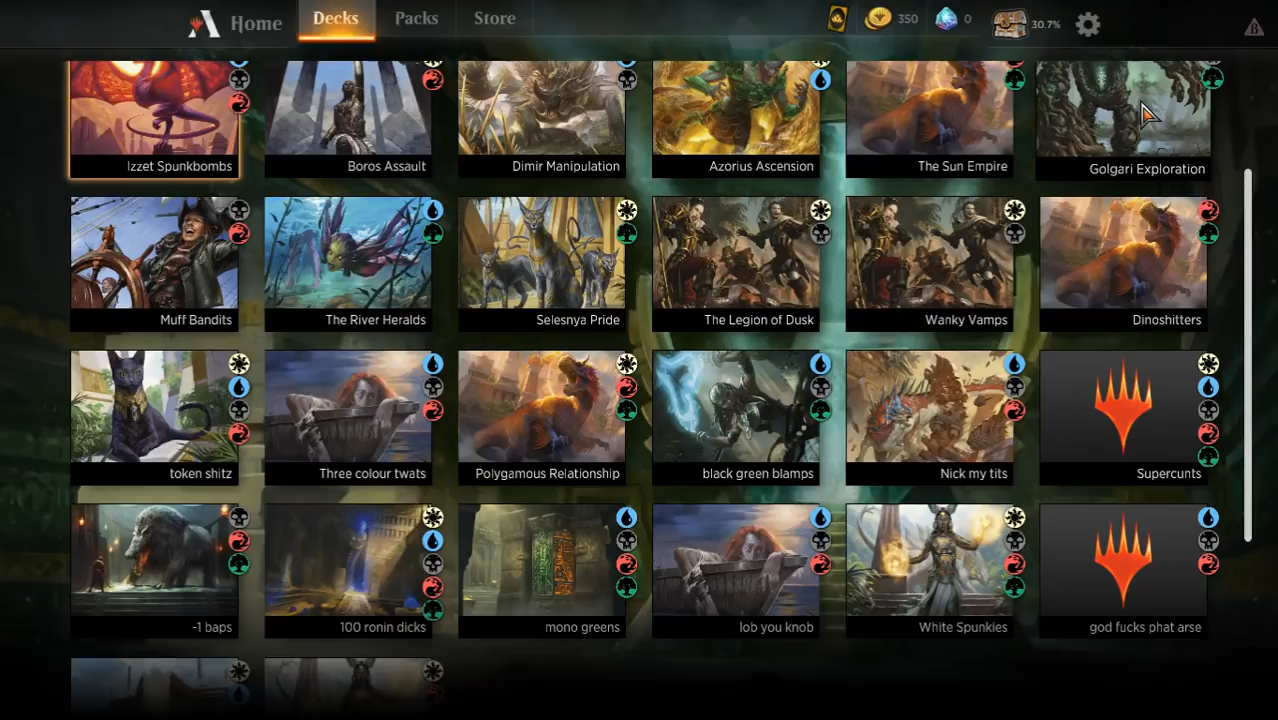 Home
Decks
Packs
Store
350
0
30.7%
Izzet Spunkbombs
Boros Assault
Dimir Manipulation
Azorius Ascension
The Sun Empire
Golgari Exploration
Muff Bandits
The River Heralds
Selesnya Pride
The Legion of Dusk
Wanky Vamps
Dinoshitters
token shitz
Three colour twats
Polygamous Relationship
black green blamps
Nick my tits
Supercunts
-1 baps
100 ronin dicks
mono greens
lob you knob
White Spunkies
god fucks phat arse